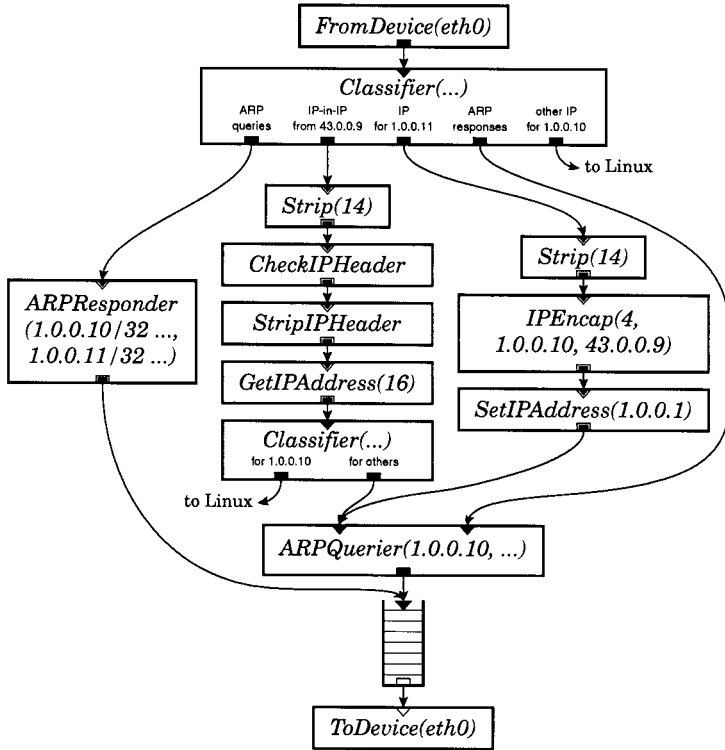 FromDevice(eth0)
Classifier(...)
ARP queries
IP-in-IP from 43.0.0.9
IP for 1.0.0.11
ARP responses
other IP for 1.0.0.10
to Linux
Strip(14)
Strip(14)
CheckIPHeader
ARPResponder
(1.0.0.10/32 ...,
1.0.0.11/32 ...)
StripIPHeader
IPEncap(4,
1.0.0.10, 43.0.0.9)
GetIPAddress(16)
SetIPAddress(1.0.0.1)
Classifier(...)
for 1.0.0.10
for others
to Linux
ARPQuerier(1.0.0.10, ...)
ToDevice(eth0)